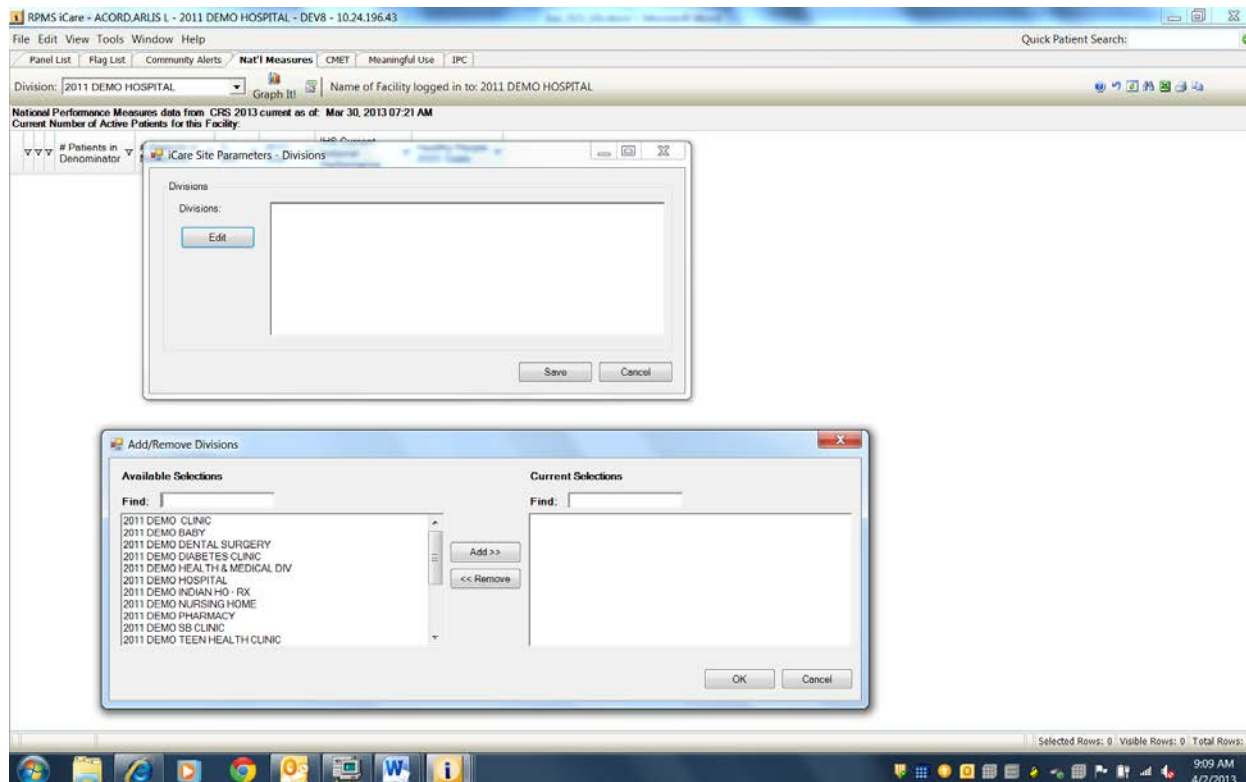 RPMS iCare - ACORD,ARLIS L - 2011 DEMO HOSPITAL - DEV8 - 10.24.196.43
File Edit View Tools Window Help Quick Patient Search:
Panel List Flag List Community Alerts Nat'l Measures CMET Meaningful Use IPC
Division: 2011 DEMO HOSPITAL Graph It! Name of Facility logged in to: 2011 DEMO HOSPITAL
National Performance Measures data from CRS 2013 current as of: Mar 30, 2013 07:21 AM
Current Number of Active Patients for this Facility:
# Patients in
Denominator
iCare Site Parameters - Divisions
Divisions
Divisions:
Edit
Save Cancel
Add/Remove Divisions
Available Selections Current Selections
Find: Find:
2011 DEMO CLINIC
2011 DEMO BABY
2011 DEMO DENTAL SURGERY
2011 DEMO DIABETES CLINIC
2011 DEMO HEALTH & MEDICAL DIV
2011 DEMO HOSPITAL
2011 DEMO INDIAN HO - RX
2011 DEMO NURSING HOME
2011 DEMO PHARMACY
2011 DEMO SB CLINIC
2011 DEMO TEEN HEALTH CLINIC
Add >>
<< Remove
OK Cancel
Selected Rows: 0 Visible Rows: 0 Total Rows:
9:09 AM
4/2/2013